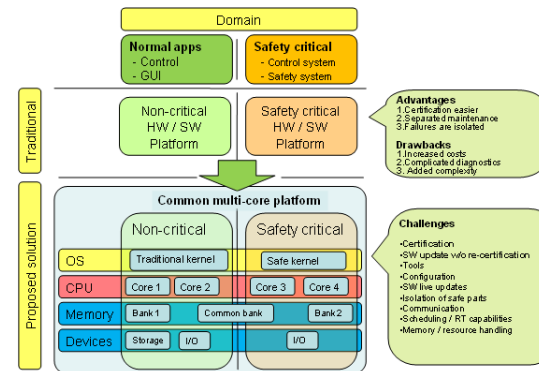 Domain
Normal apps
- Control
- GUI
Safety critical
- Control system
- Safety system
Traditional
Non-critical
HW / SW
Platform
Safety critical
HW / SW
Platform
Advantages
1.Certification easier
2.Separated maintenance
3.Failures are isolated
Drawbacks
1.Increased costs
2.Complicated diagnostics
3. Added complexity
Proposed solution
Common multi-core platform
Non-critical
Safety critical
OS
Traditional kernel
Safe kernel
CPU
Core 1
Core 2
Core 3
Core 4
Memory
Bank1
Common bank
Bank2
Devices
Storage
I/O
I/O
Challenges
•Certification
•SW update w/o re-certification
•Tools
•Configuration
•SW live updates
•Isolation of safe parts
•Communication
•Scheduling / RT capabilities
•Memory / resource handling